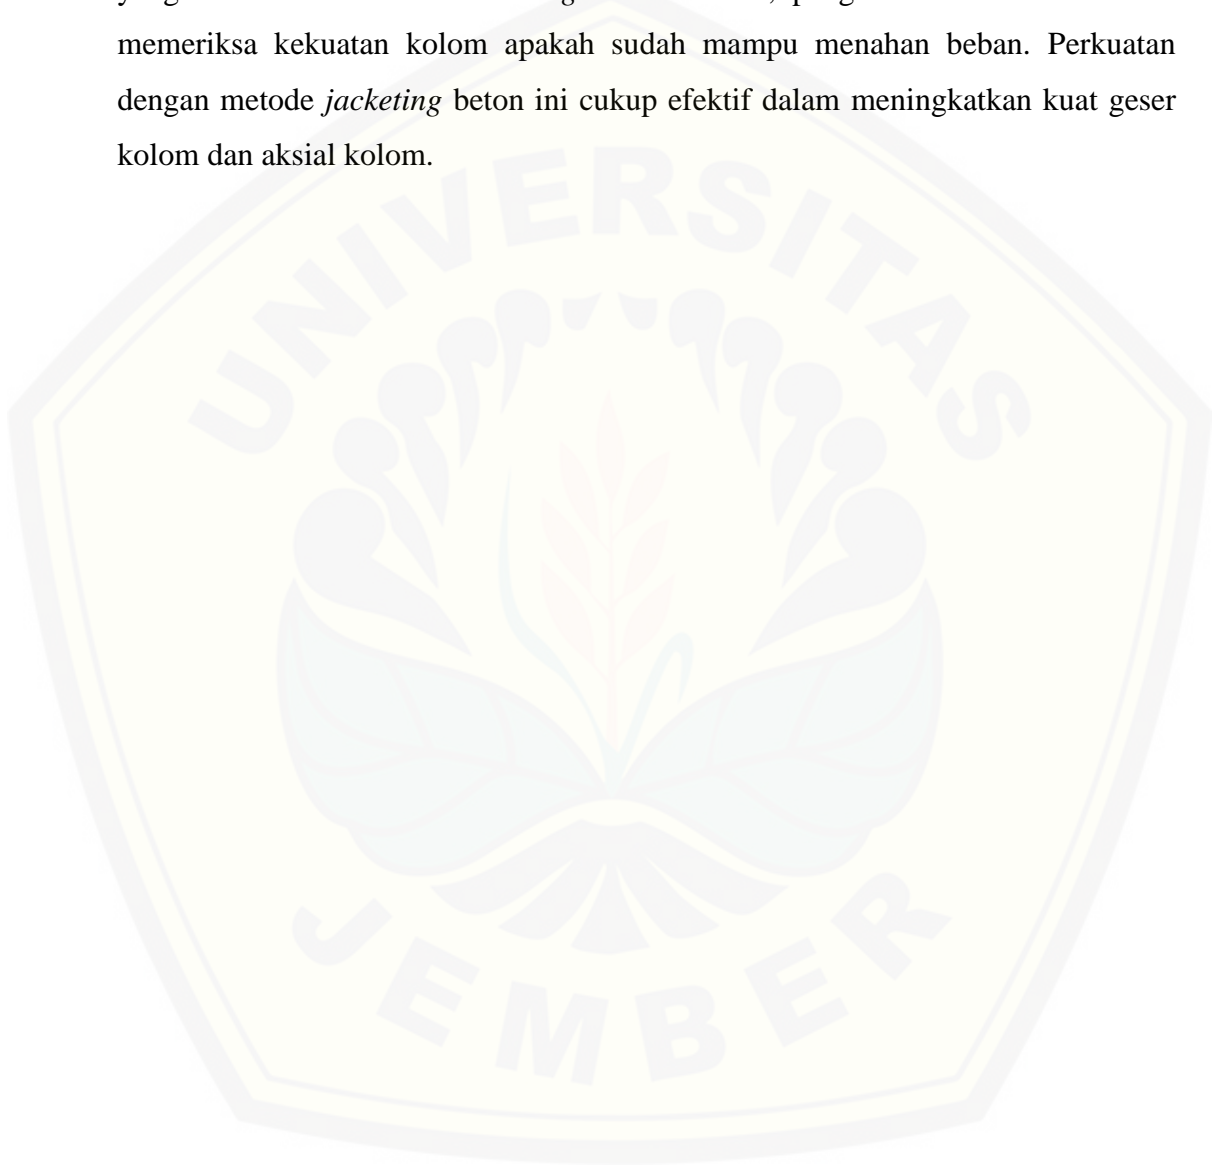 memeriksa kekuatan kolom apakah sudah mampu menahan beban. Perkuatan
dengan metode jacketing beton ini cukup efektif dalam meningkatkan kuat geser
kolom dan aksial kolom.
UNIVERSITAS
JEMBER